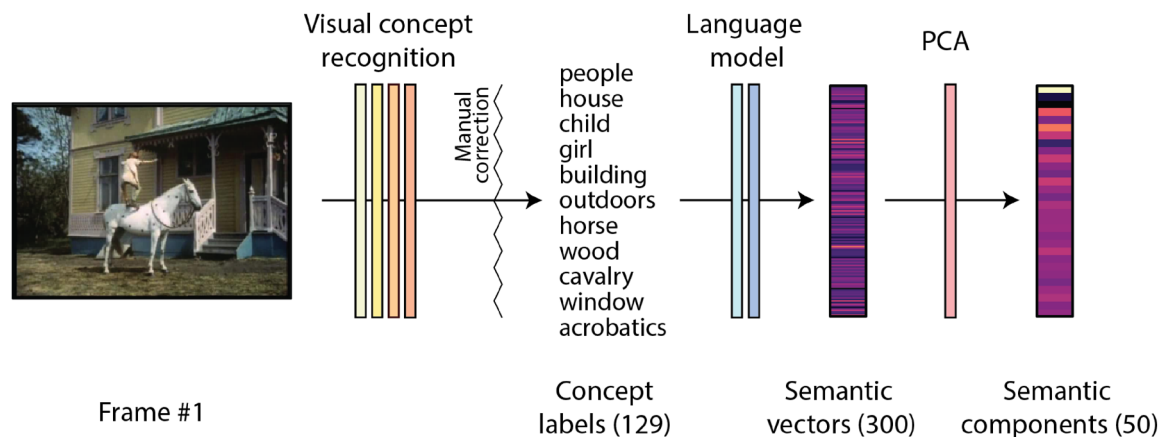 Visual concept
recognition
Manual
correction
people
house
child
girl
building
outdoors
horse
wood
cavalry
window
acrobatics
Language
model
PCA
Frame #1
Concept
labels (129)
Semantic
vectors (300)
Semantic
components (50)